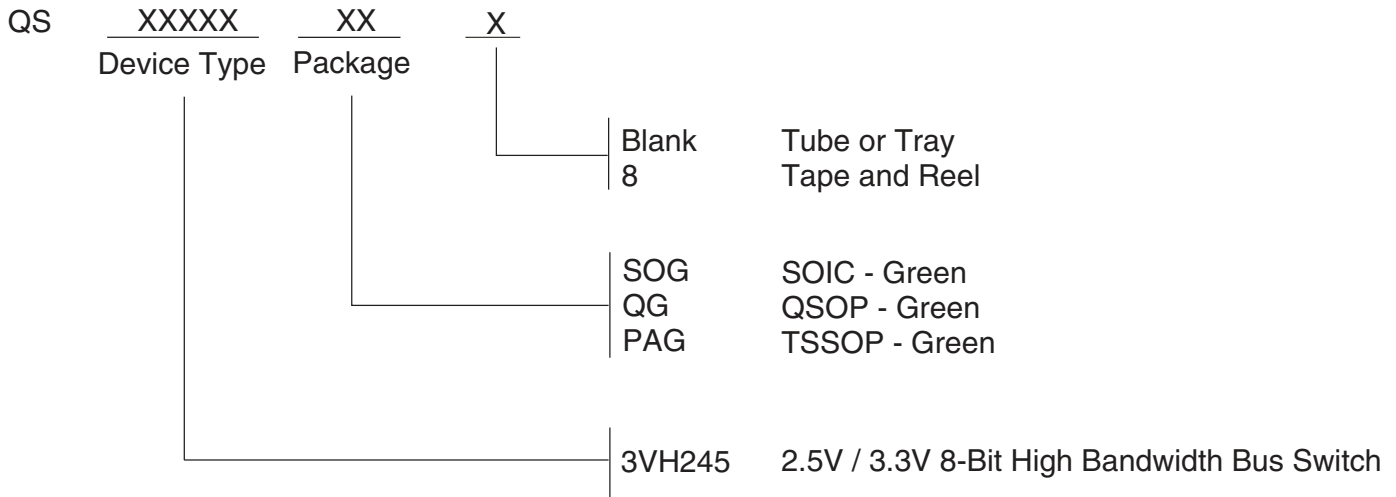 QS XXXXX XX X
Device Type Package
Blank Tube or Tray
8 Tape and Reel
SOG SOIC - Green
QG QSOP - Green
PAG TSSOP - Green
3VH245 2.5V / 3.3V 8-Bit High Bandwidth Bus Switch